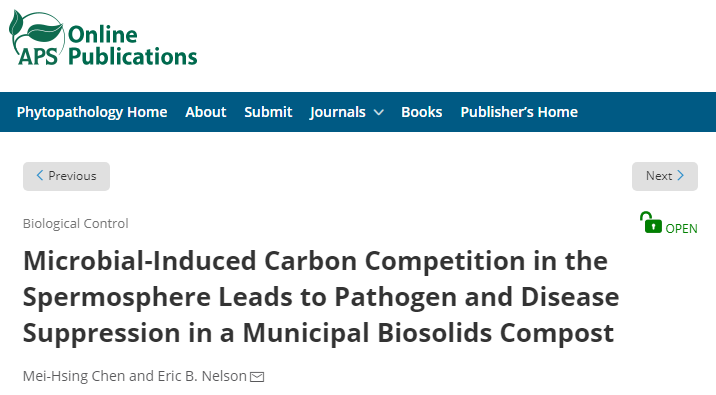 APS Online
Publications
Phytopathology Home About Submit Journals Books Publisher's Home
Previous Next
Biological Control
OPEN
Microbial-Induced Carbon Competition in the
Spermosphere Leads to Pathogen and Disease
Suppression in a Municipal Biosolids Compost
Mei-Hsing Chen and Eric B. Nelson